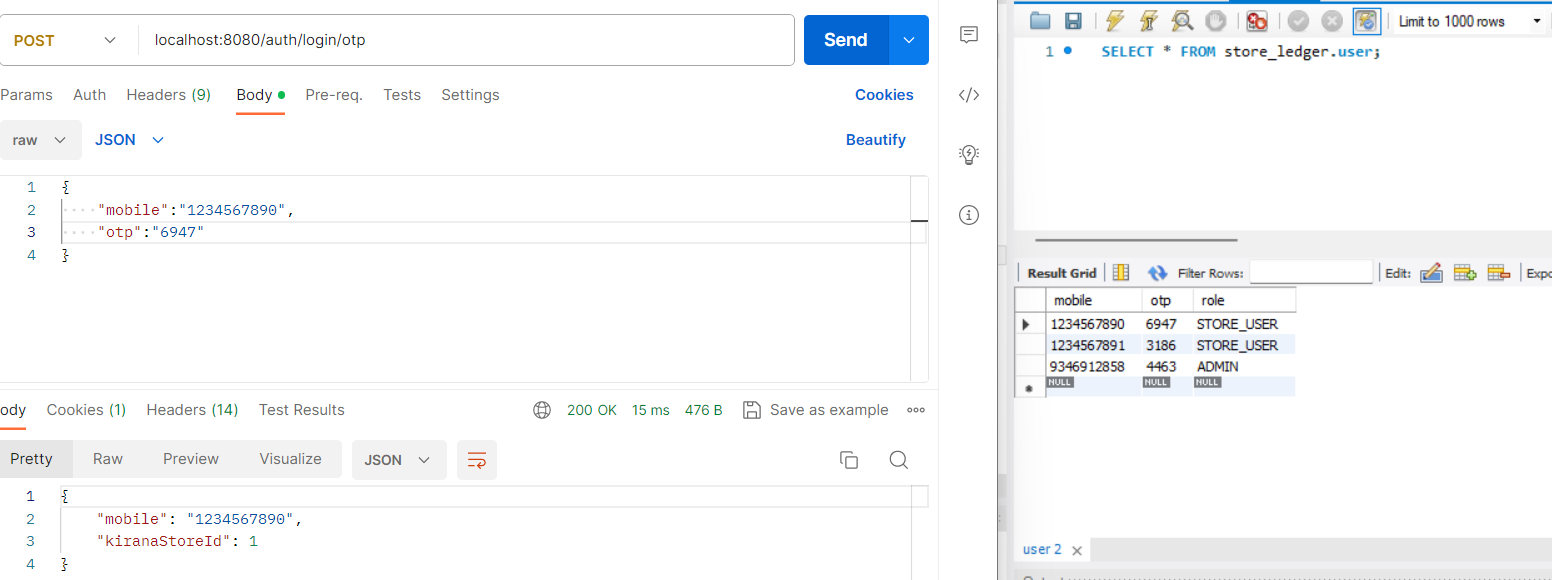 POST
localhost:8080/auth/login/otp
Send
Params Auth Headers (9) Body Pre-req. Tests Settings Cookies
raw JSON Beautify
1 {
2 "mobile":"1234567890",
3 "otp":"6947"
4 }
ody Cookies (1) Headers (14) Test Results 200 OK 15 ms 476 B Save as example
Pretty Raw Preview Visualize JSON
1 {
2 "mobile": "1234567890",
3 "kiranaStoreId": 1
4 }
Limit to 1000 rows
1 SELECT * FROM store_ledger.user;
Result Grid Filter Rows: Edit: Expo
mobile otp role
1234567890 6947 STORE_USER
1234567891 3186 STORE_USER
9346912858 4463 ADMIN
NULL NULL NULL
user 2